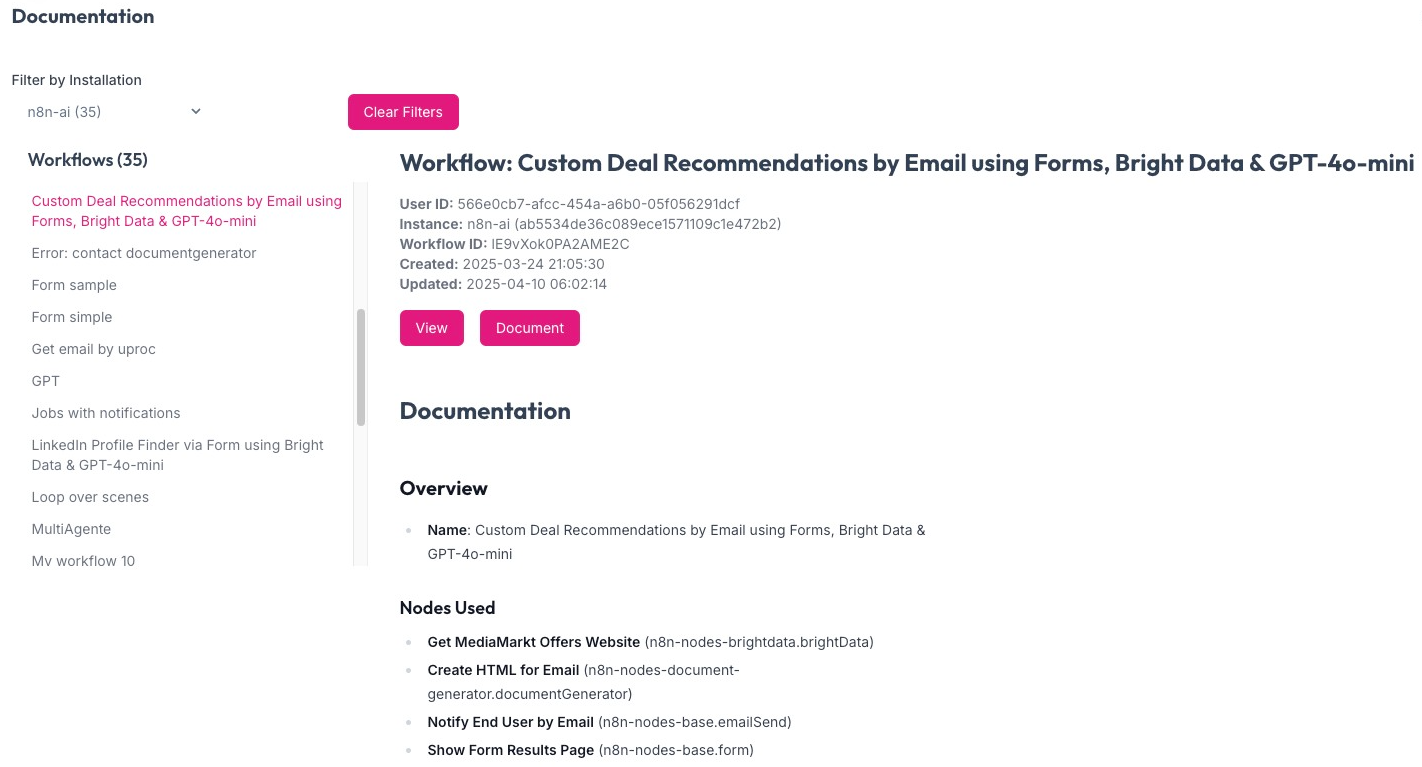 Documentation
Filter by Installation
n8n-ai (35)
Clear Filters
Workflows (35)
Custom Deal Recommendations by Email using
Forms, Bright Data & GPT-4o-mini
Error: contact documentgenerator
Form sample
Form simple
Get email by uproc
GPT
Jobs with notifications
LinkedIn Profile Finder via Form using Bright
Data & GPT-4o-mini
Loop over scenes
MultiAgente
My workflow 10
Workflow: Custom Deal Recommendations by Email using Forms, Bright Data & GPT-4o-mini
User ID: 566e0cb7-afcc-454a-a6b0-05f056291dcf
Instance: n8n-ai (ab5534de36c089ece1571109c1e472b2)
Workflow ID: IE9vXok0PA2AME2C
Created: 2025-03-24 21:05:30
Updated: 2025-04-10 06:02:14
View
Document
Documentation
Overview
Name: Custom Deal Recommendations by Email using Forms, Bright Data &
GPT-4o-mini
Nodes Used
Get MediaMarkt Offers Website (n8n-nodes-brightdata.brightData)
Create HTML for Email (n8n-nodes-document-
generator.documentGenerator)
Notify End User by Email (n8n-nodes-base.emailSend)
Show Form Results Page (n8n-nodes-base.form)